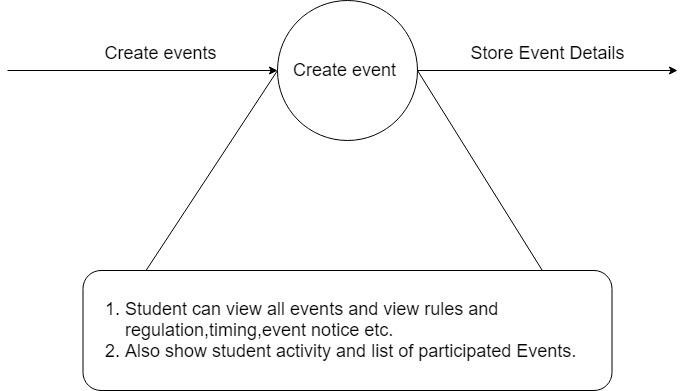 Create events
Create event
Store Event Details
1. Student can view all events and view rules and
regulation,timing,event notice etc.
2. Also show student activity and list of participated Events.